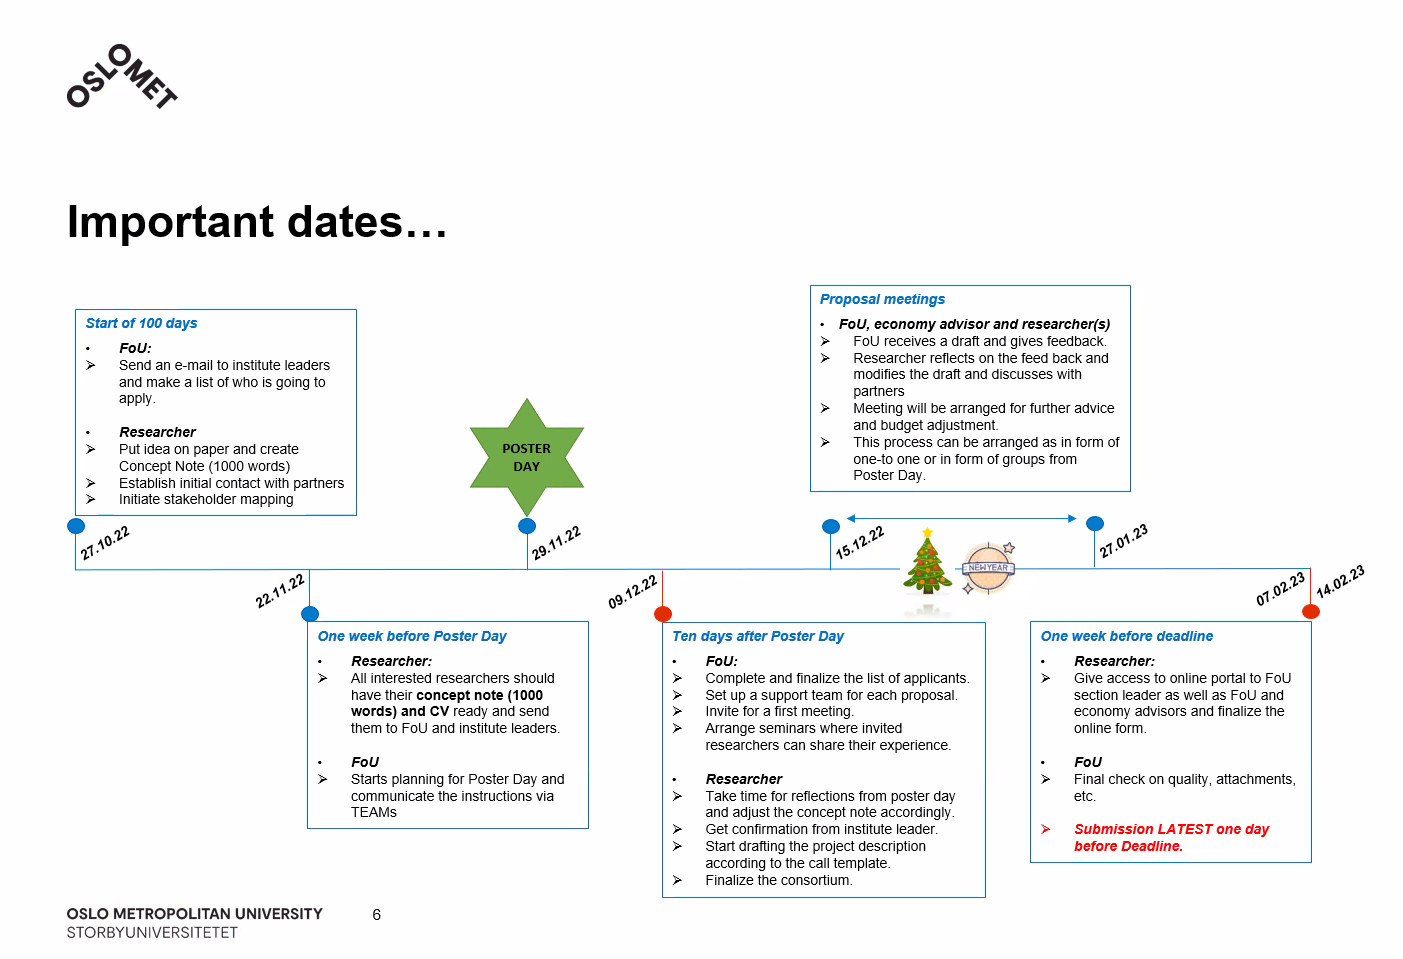 OSLOMET
Important dates…
Start of 100 days
• FoU:
➢ Send an e-mail to institute leaders
and make a list of who is going to
apply.
• Researcher
➢ Put idea on paper and create
Concept Note (1000 words)
➢ Establish initial contact with partners
➢ Initiate stakeholder mapping
27.10.22
22.11.22
One week before Poster Day
• Researcher:
➢ All interested researchers should
have their concept note (1000
words) and CV ready and send
them to FoU and institute leaders.
• FoU
➢ Starts planning for Poster Day and
communicate the instructions via
TEAMs
POSTER
DAY
29.11.22
09.12.22
Ten days after Poster Day
• FoU:
➢ Complete and finalize the list of applicants.
➢ Set up a support team for each proposal.
➢ Invite for a first meeting.
➢ Arrange seminars where invited
researchers can share their experience.
• Researcher
➢ Take time for reflections from poster day
and adjust the concept note accordingly.
➢ Get confirmation from institute leader.
➢ Start drafting the project description
according to the call template.
➢ Finalize the consortium.
Proposal meetings
• FoU, economy advisor and researcher(s)
➢ FoU receives a draft and gives feedback.
➢ Researcher reflects on the feed back and
modifies the draft and discusses with
partners
➢ Meeting will be arranged for further advice
and budget adjustment.
➢ This process can be arranged as in form of
one-to one or in form of groups from
Poster Day.
15.12.22
NEW YEAR
27.01.23
07.02.23
14.02.23
One week before deadline
• Researcher:
➢ Give access to online portal to FoU
section leader as well as FoU and
economy advisors and finalize the
online form.
• FoU
➢ Final check on quality, attachments,
etc.
➢ Submission LATEST one day
before Deadline.
OSLO METROPOLITAN UNIVERSITY
STORBYUNIVERSITETET
6